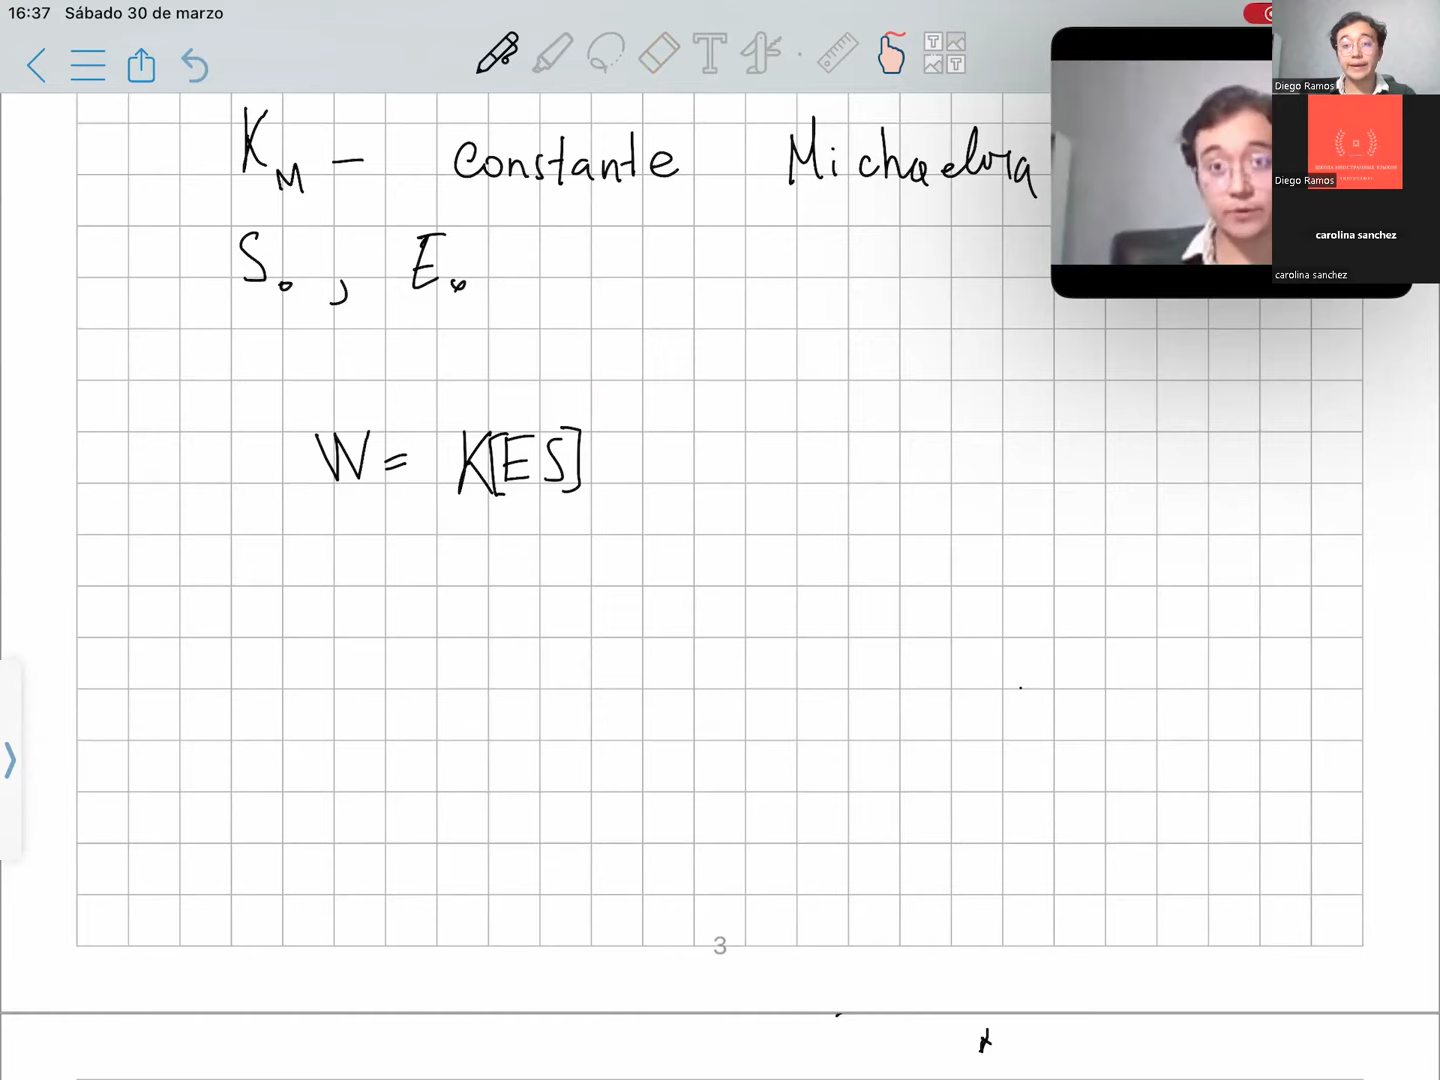 16:37 Sábado 30 de marzo
Diego Ramos
Diego Ramos
carolina sanchez
carolina sanchez
K_M – constante
S₀, E₀
W = K[ES]
3